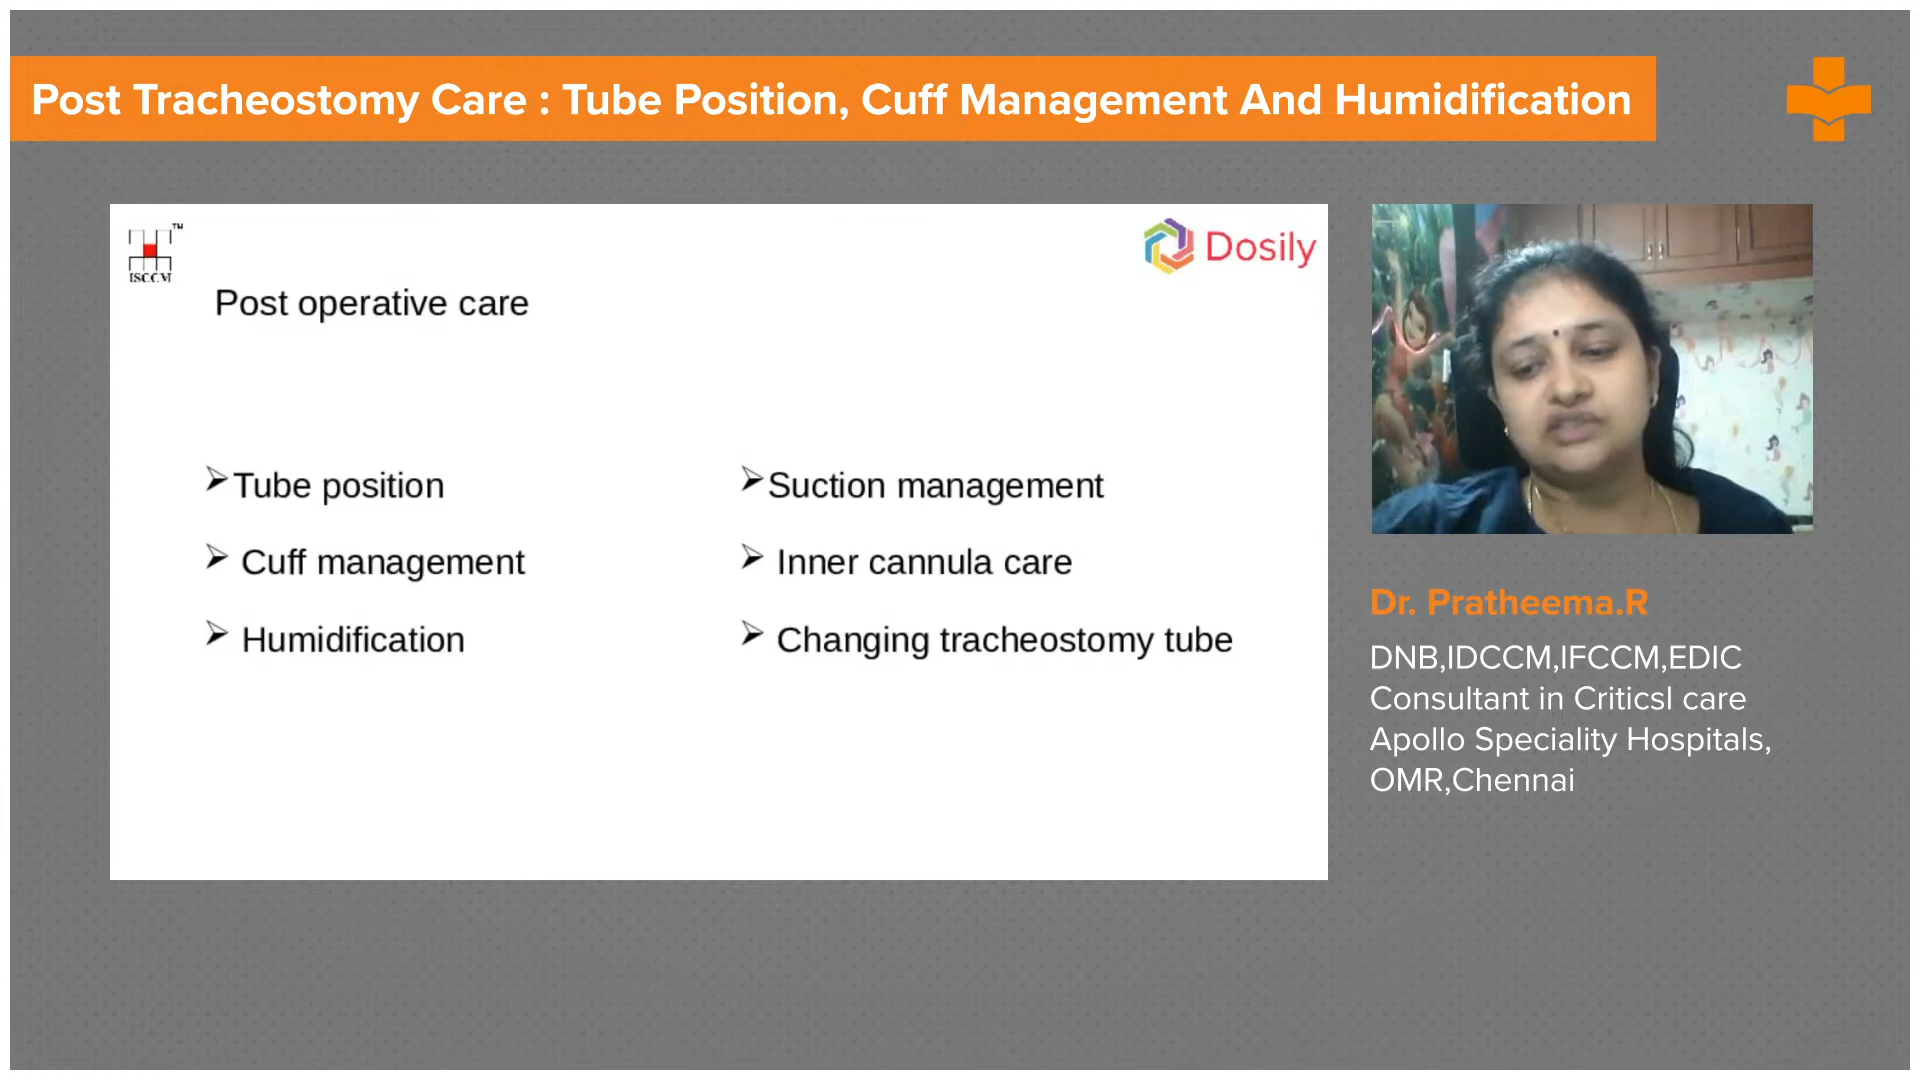 Post Tracheostomy Care : Tube Position, Cuff Management And Humidification
TM
ISCCM
Dosily
Post operative care
Tube position
Cuff management
Humidification
Suction management
Inner cannula care
Changing tracheostomy tube
Dr. Pratheema.R
DNB,IDCCM,IFCCM,EDIC
Consultant in Criticsl care
Apollo Speciality Hospitals,
OMR,Chennai